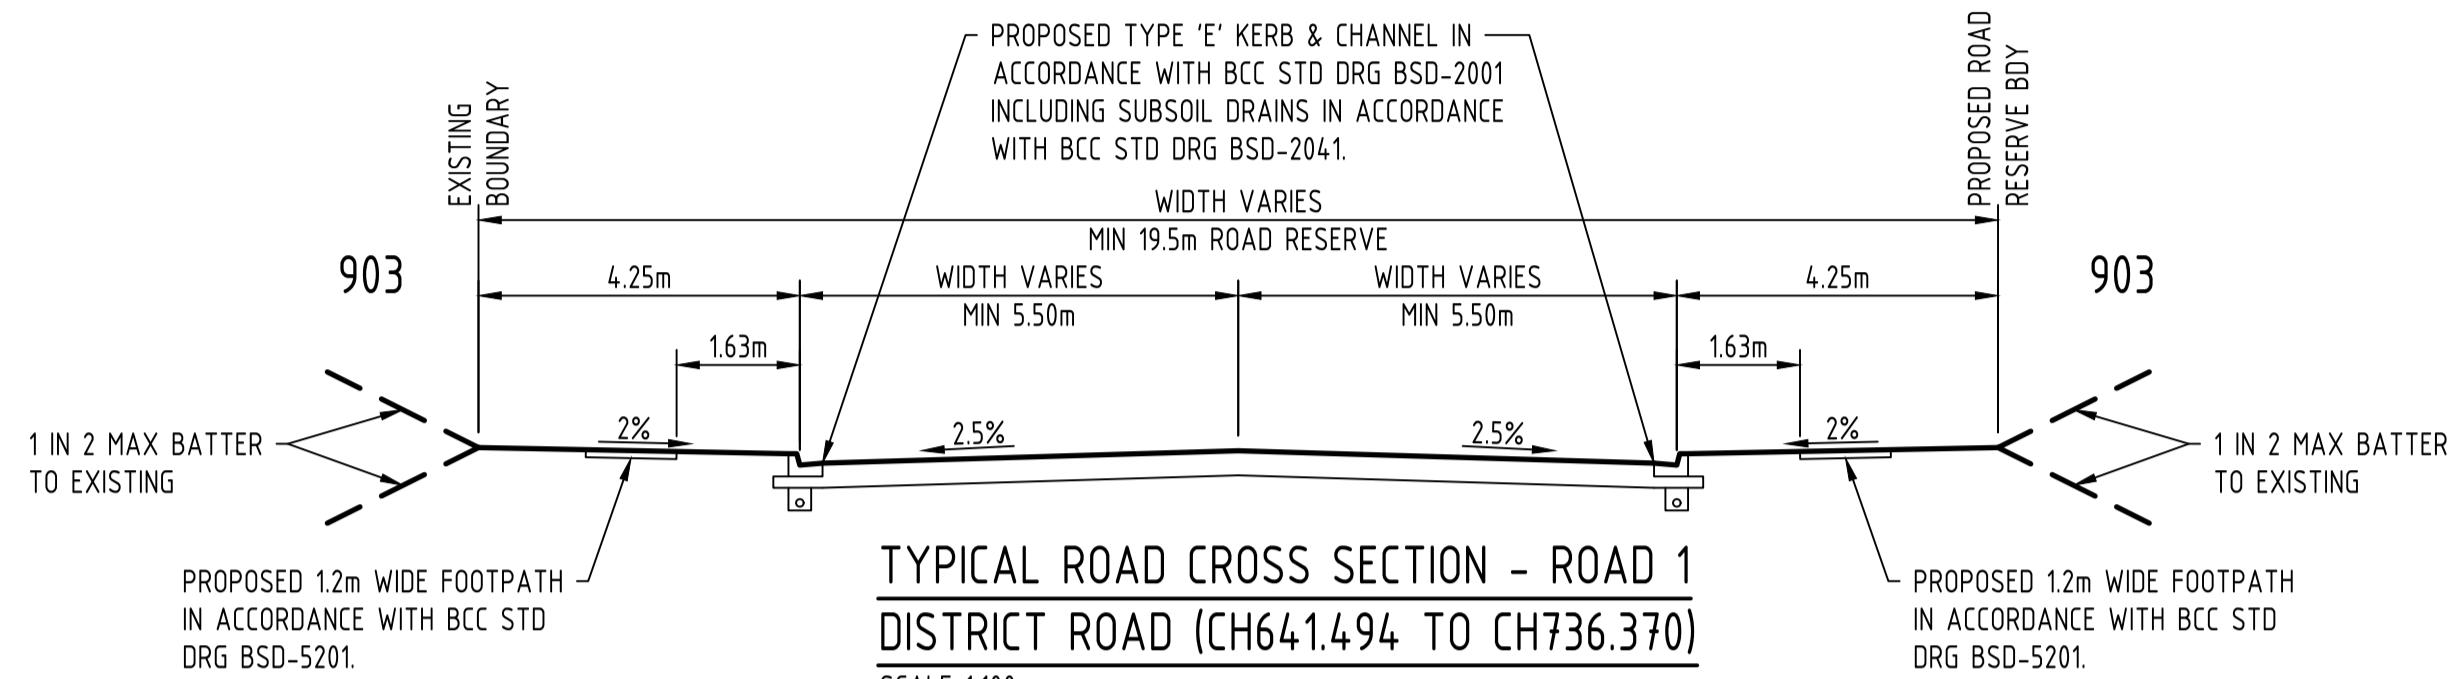 PROPOSED TYPE 'E' KERB & CHANNEL IN
ACCORDANCE WITH BCC STD DRG BSD-2001
INCLUDING SUBSOIL DRAINS IN ACCORDANCE
WITH BCC STD DRG BSD-2041.
EXISTING
BOUNDARY
PROPOSED ROAD
RESERVE BDY
WIDTH VARIES
MIN 19.5m ROAD RESERVE
903
903
4.25m
WIDTH VARIES
MIN 5.50m
WIDTH VARIES
MIN 5.50m
4.25m
1.63m
1.63m
2%
2.5%
2.5%
2%
1 IN 2 MAX BATTER
TO EXISTING
1 IN 2 MAX BATTER
TO EXISTING
PROPOSED 1.2m WIDE FOOTPATH
IN ACCORDANCE WITH BCC STD
DRG BSD-5201.
TYPICAL ROAD CROSS SECTION - ROAD 1
DISTRICT ROAD (CH641.494 TO CH736.370)
PROPOSED 1.2m WIDE FOOTPATH
IN ACCORDANCE WITH BCC STD
DRG BSD-5201.